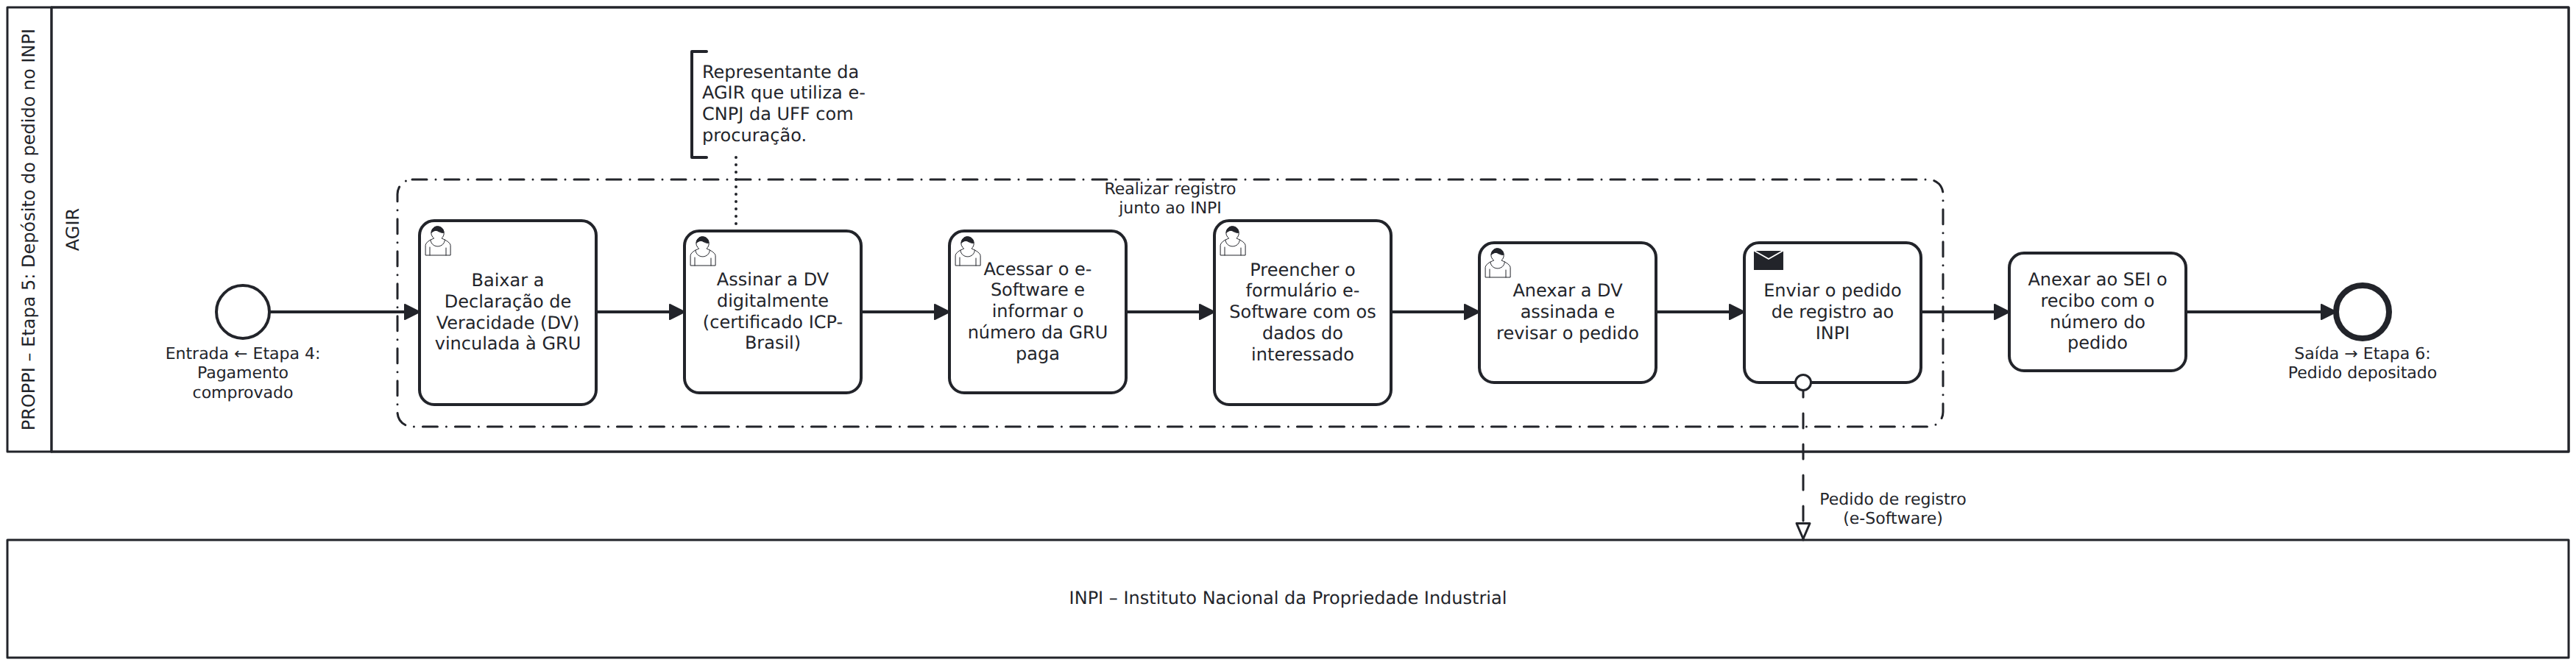 PROPPI – Etapa 5: Depósito do pedido no INPI
AGIR
Representante da
AGIR que utiliza e-
CNPJ da UFF com
procuração.
Realizar registro
junto ao INPI
Entrada ← Etapa 4:
Pagamento
comprovado
Baixar a
Declaração de
Veracidade (DV)
vinculada à GRU
Assinar a DV
digitalmente
(certificado ICP-
Brasil)
Acessar o e-
Software e
informar o
número da GRU
paga
Preencher o
formulário e-
Software com os
dados do
interessado
Anexar a DV
assinada e
revisar o pedido
Enviar o pedido
de registro ao
INPI
Anexar ao SEI o
recibo com o
número do
pedido
Saída → Etapa 6:
Pedido depositado
Pedido de registro
(e-Software)
INPI – Instituto Nacional da Propriedade Industrial